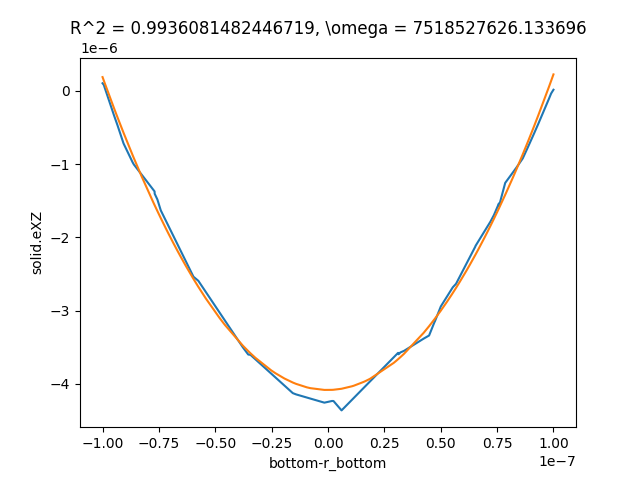 R^2 = 0.9936081482446719, \omega = 7518527626.133696
1e−6
0
−1
−2
−3
−4
solid.eXZ
−1.00 −0.75 −0.50 −0.25 0.00 0.25 0.50 0.75 1.00
1e−7
bottom-r_bottom